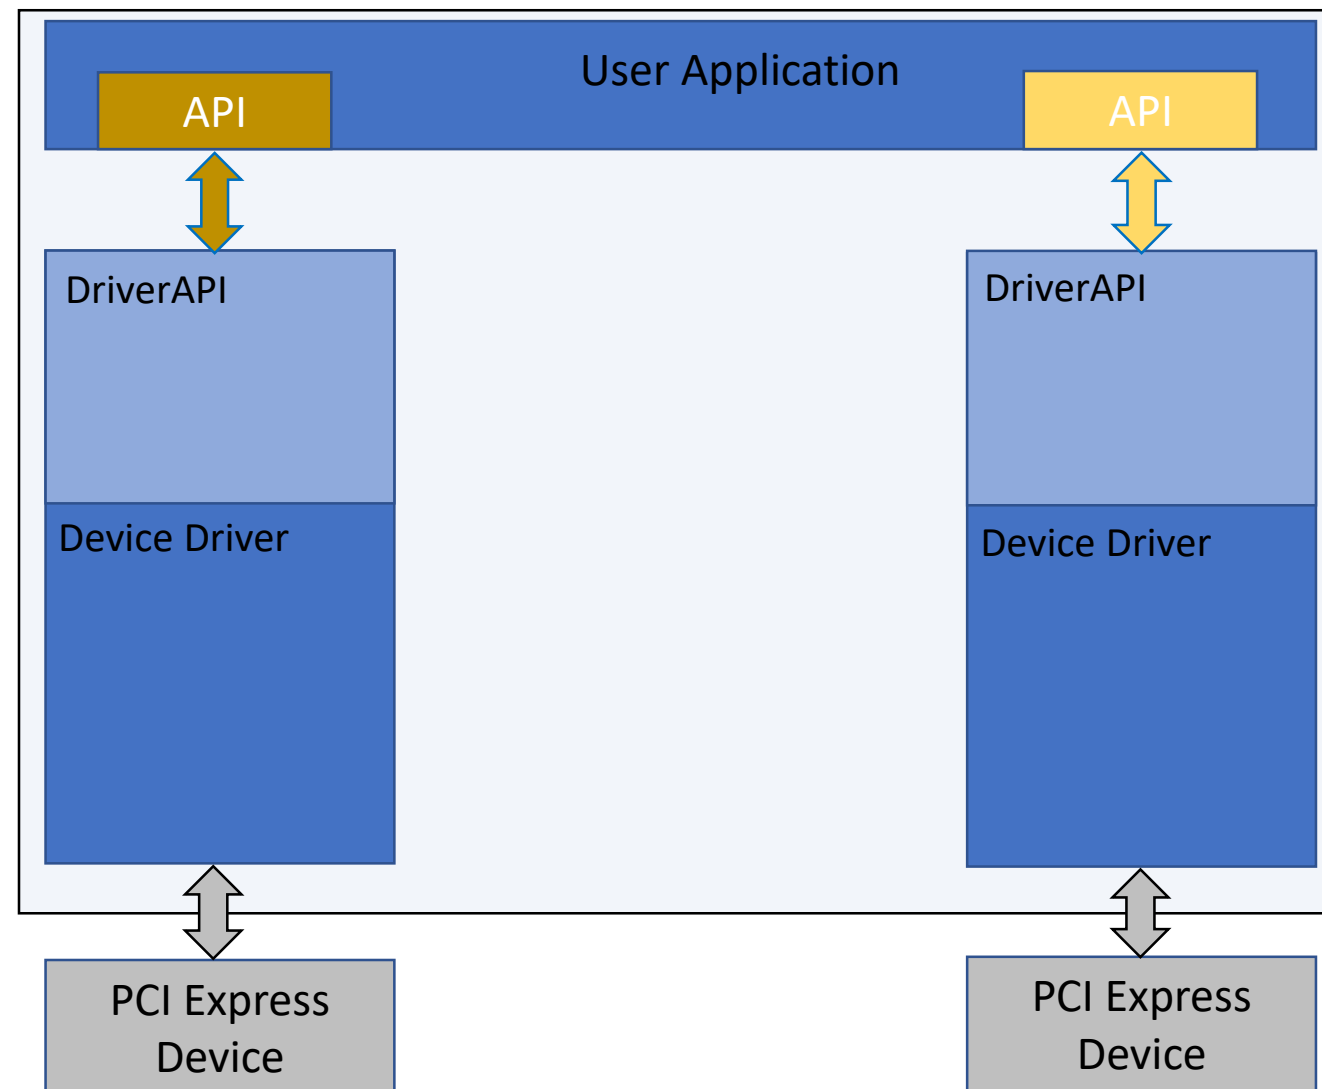 User Application
API
API
DriverAPI
DriverAPI
Device Driver
Device Driver
PCI Express
Device
PCI Express
Device